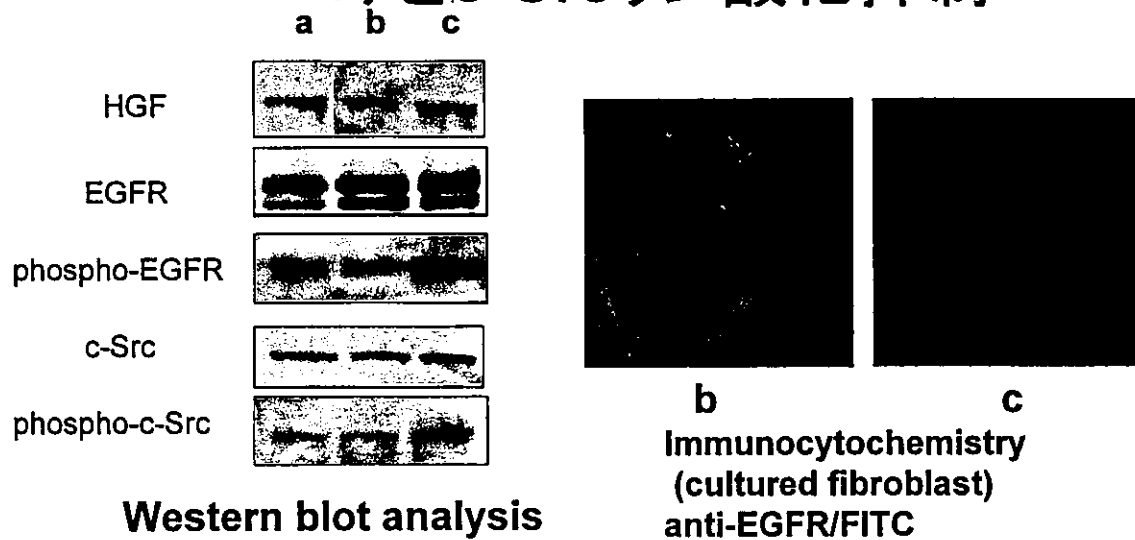 a b c
HGF
EGFR
phospho-EGFR
c-Src
phospho-c-Src
Western blot analysis
b c
Immunocytochemistry
(cultured fibroblast)
anti-EGFR/FITC